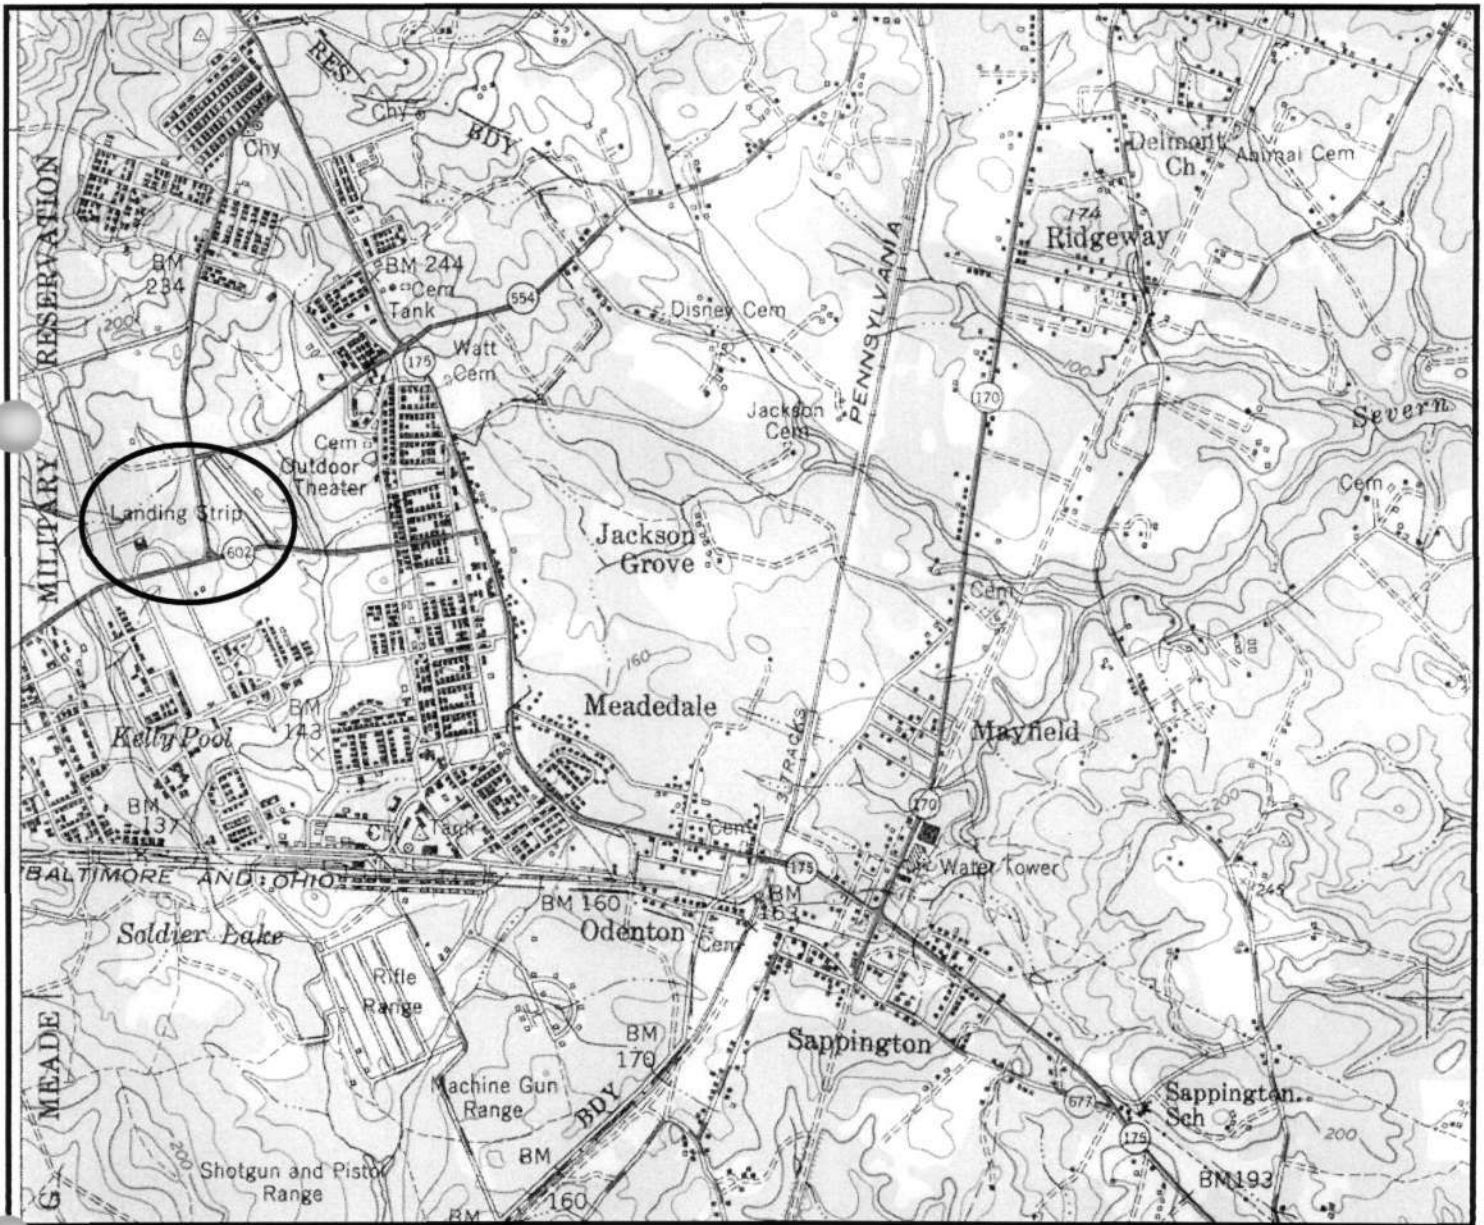 RES
Chy
BDY
Chy
Delmont
Ch
Animal Cem
174
Ridgeway
BM
234
BM 244
Cem
Tank
200
554
Disney Cem
PENNSYLVANIA
175
Watt
Cem
100
170
Jackson
Cem
Severn
Cem
Outdoor
Theater
Cem
Landing Strip
602
Jackson
Grove
Cem
MILITARY RESERVATION
160
Meadedale
BM
143
Kelly Pool
Mayfield
2 TRACKS
BM
137
170
Chy
Tank
Cem
175
Water Tower
BALTIMORE AND OHIO
245
BM 160
BM
163
Odenton
Cem
Soldier Lake
Rifle
Range
BM
170
Sappington
G MEADE
Machine Gun
Range
BDY
677
Sappington
Sch
175
200
200
Shotgun and Pistol
Range
BM
160
BM193
BM